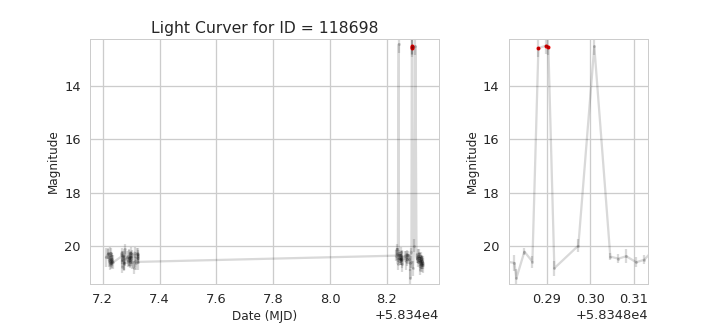 Light Curver for ID = 118698
Magnitude
14
16
18
20
7.2
7.4
7.6
7.8
8.0
8.2
Date (MJD)
+5.834e4
Magnitude
14
16
18
20
0.29
0.30
0.31
+5.8348e4